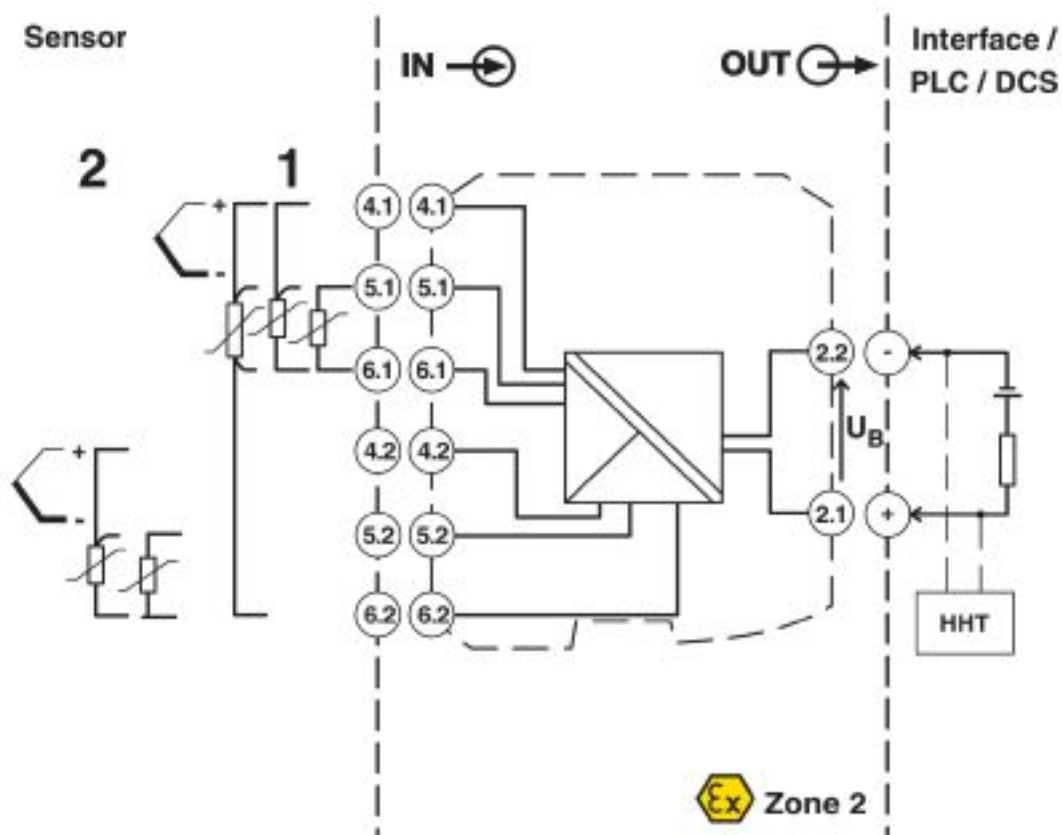 Sensor
IN
OUT
Interface /
PLC / DCS
2
1
+
-
4.1
4.1
5.1
5.1
6.1
6.1
2.2
-
U_B
+
-
4.2
4.2
2.1
+
5.2
5.2
6.2
6.2
HHT
Ex Zone 2